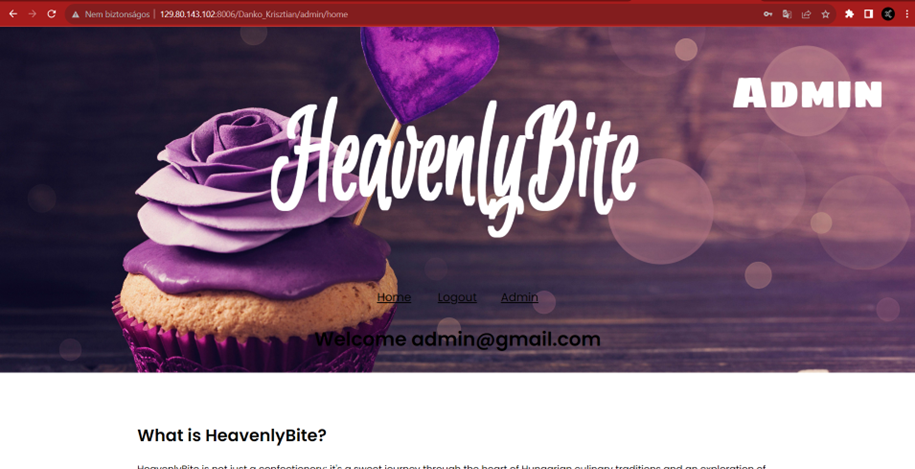 Nem biztonságos 129.80.143.102:8006/Danko_Krisztian/admin/home
ADMIN
HeavenlyBite
Home Logout Admin
Welcome admin@gmail.com
What is HeavenlyBite?
HeavenlyBite is not just a confectionery; it's a sweet journey through the heart of Hungarian culinary traditions and an exploration of